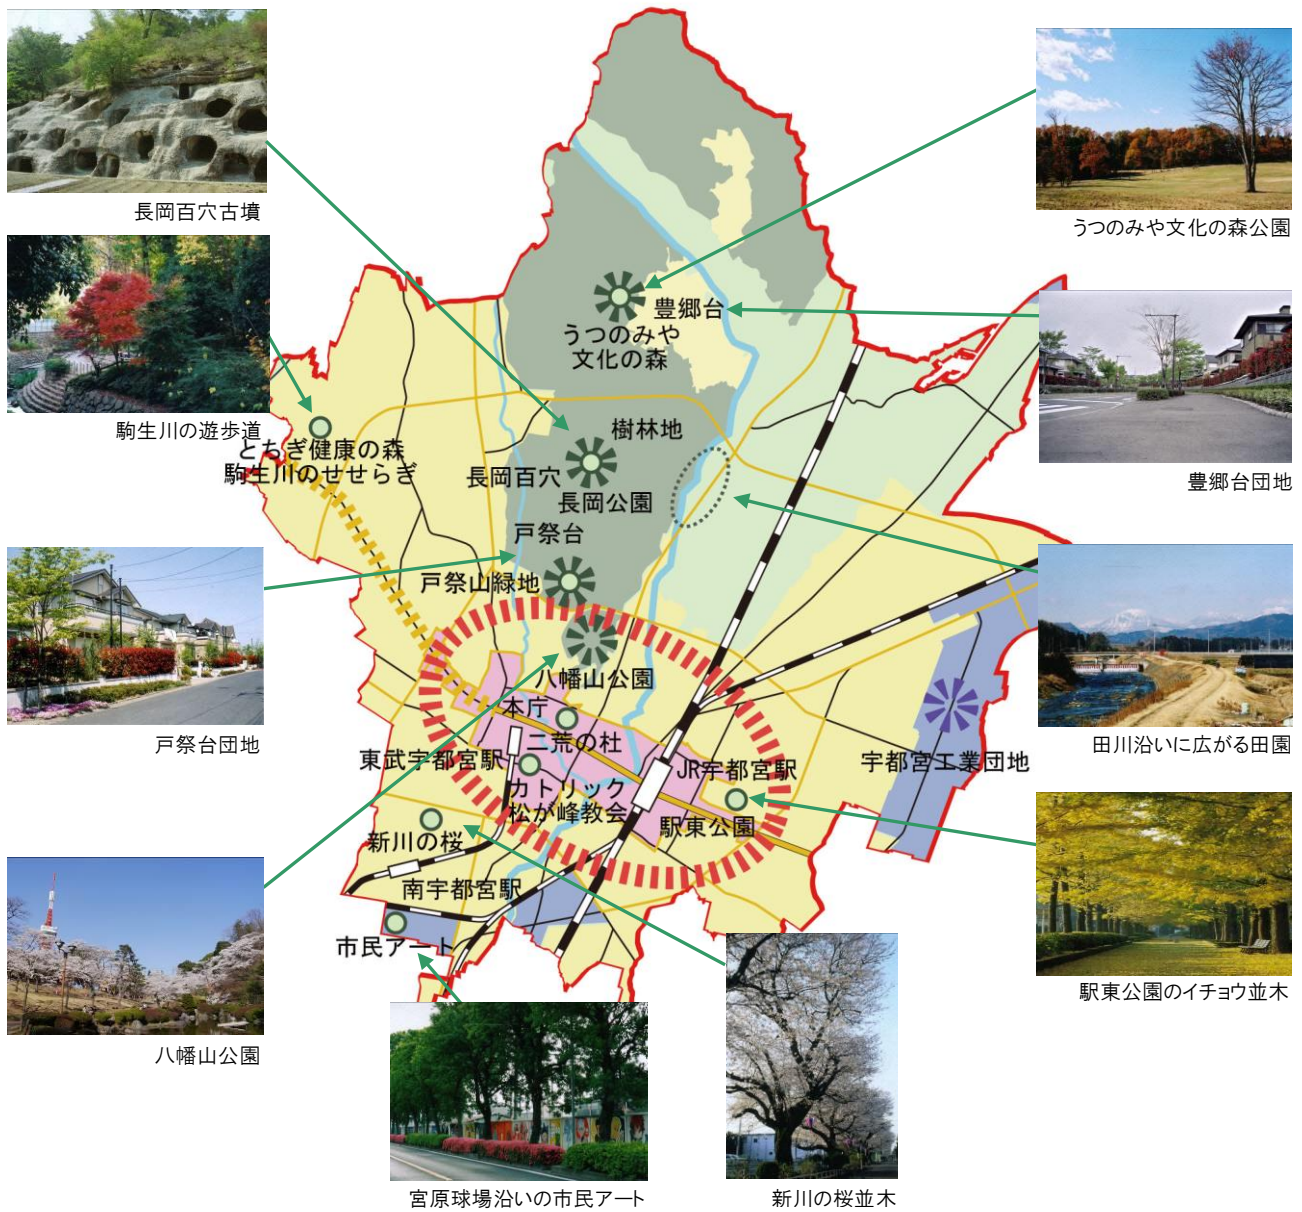 長岡百穴古墳
うつのみや文化の森公園
豊郷台
うつのみや
文化の森
駒生川の遊歩道
とちぎ健康の森
駒生川のせせらぎ
樹林地
長岡百穴
長岡公園
豊郷台団地
戸祭台
戸祭山緑地
八幡山公園
本庁
二荒の杜
戸祭台団地
東武宇都宮駅
JR宇都宮駅
宇都宮工業団地
田川沿いに広がる田園
カトリック
松が峰教会
駅東公園
新川の桜
南宇都宮駅
市民アート
駅東公園のイチョウ並木
八幡山公園
宮原球場沿いの市民アート
新川の桜並木